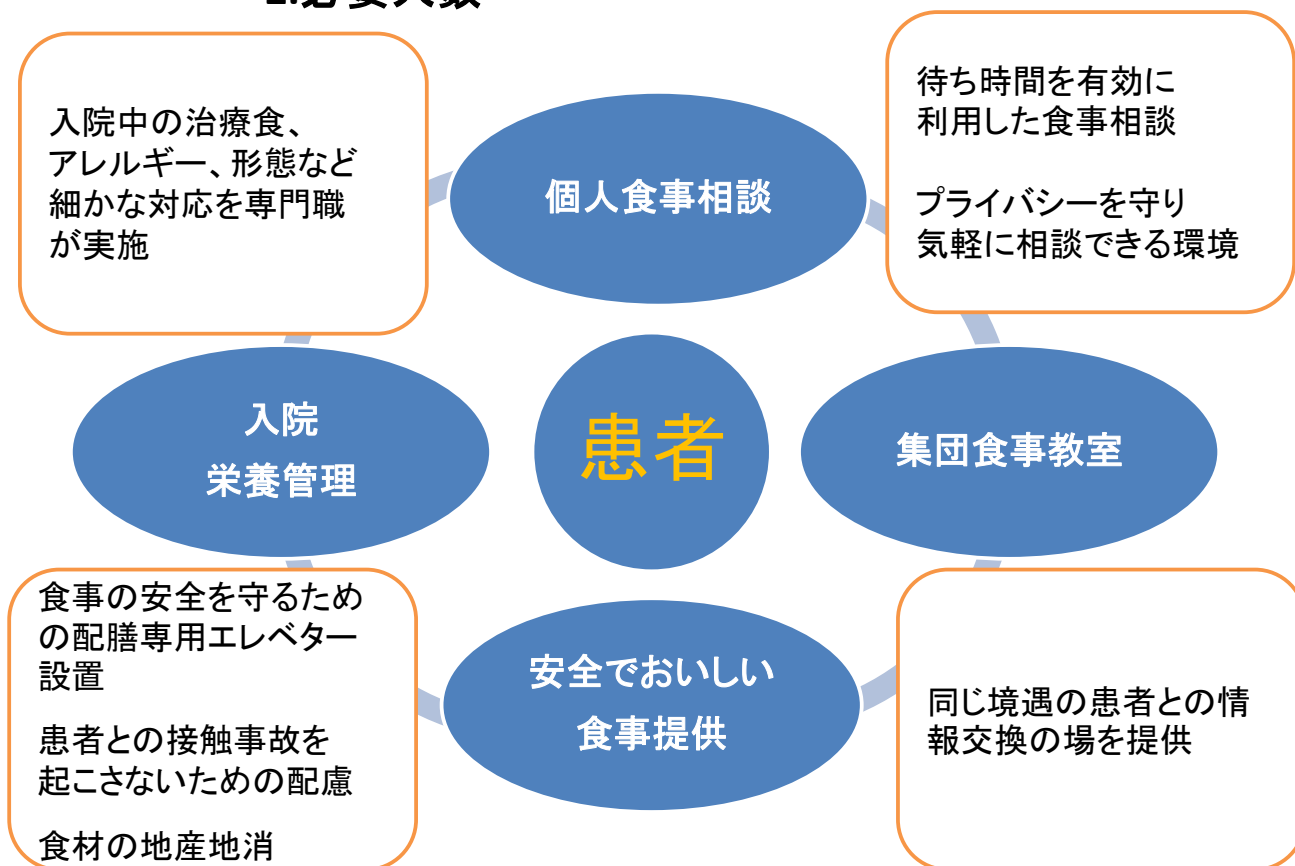 入院中の治療食、
アレルギー、形態など
細かな対応を専門職
が実施
個人食事相談
待ち時間を有効に
利用した食事相談
プライバシーを守り
気軽に相談できる環境
入院
栄養管理
患者
集団食事教室
食事の安全を守るため
の配膳専用エレベター
設置
患者との接触事故を
起こさないための配慮
食材の地産地消
安全でおいしい
食事提供
同じ境遇の患者との情
報交換の場を提供